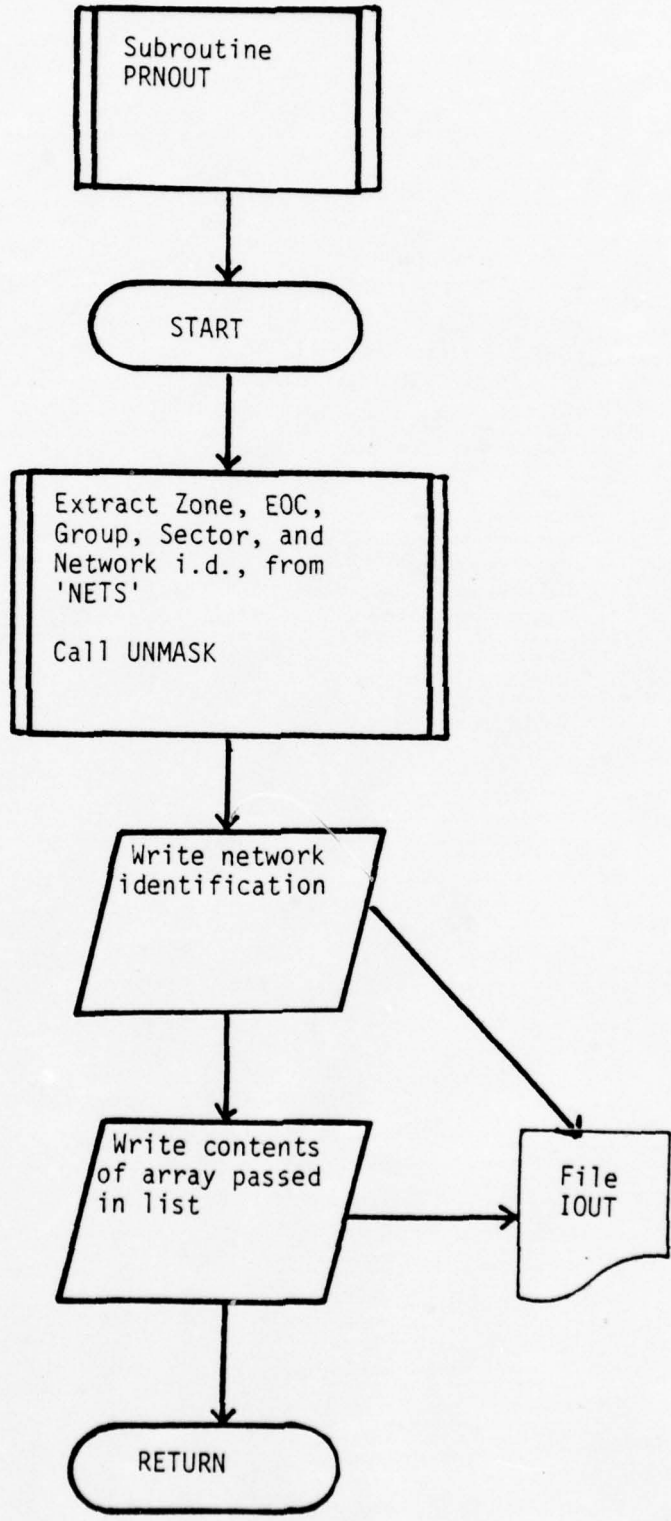 Subroutine
PRNOUT
START
Extract Zone, EOC,
Group, Sector, and
Network i.d., from
'NETS'
Call UNMASK
Write network
identification
Write contents
of array passed
in list
File
IOUT
RETURN